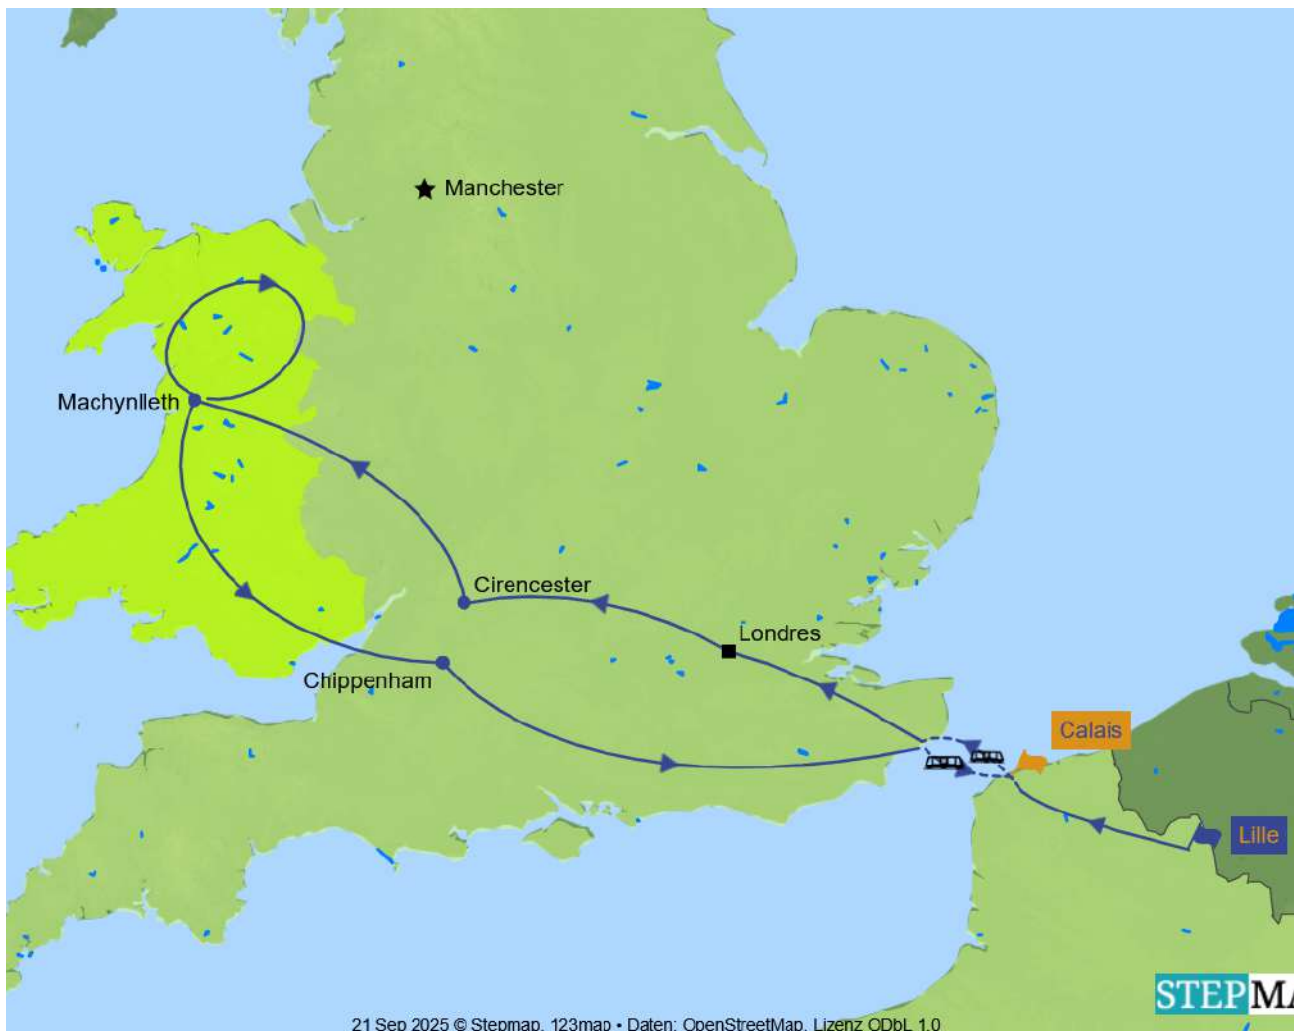 Manchester
Machynlleth
Cirencester
Londres
Chippenham
Calais
Lille
STEPMA
21 Sep 2025 © Stepmap, 123map • Daten: OpenStreetMap, Lizenz ODbL 1.0